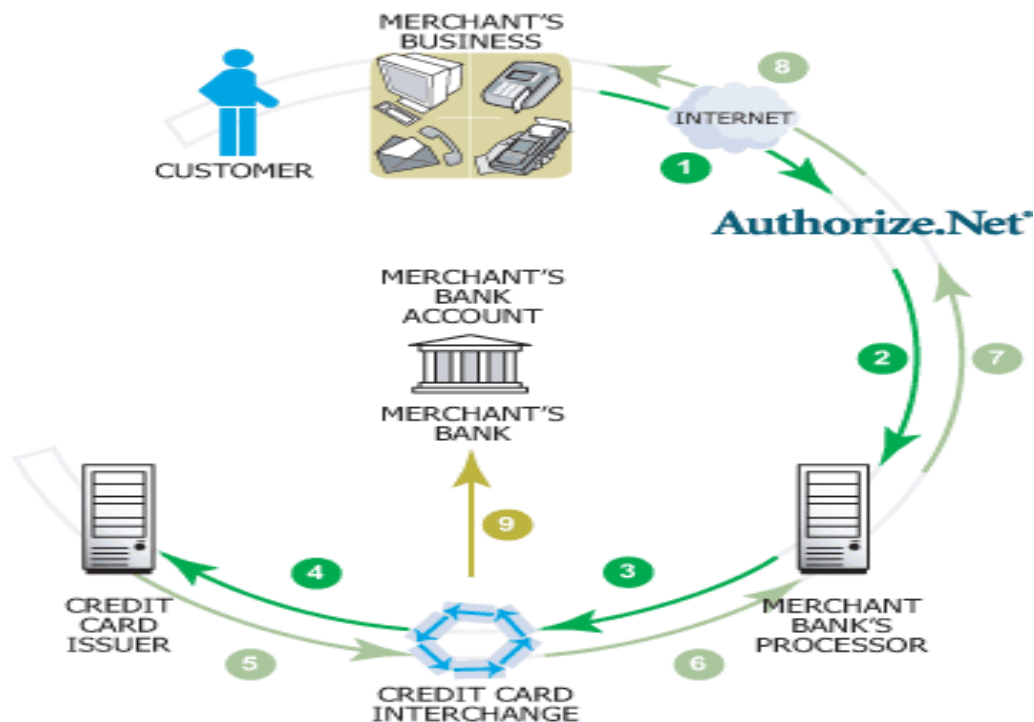 MERCHANT'S
BUSINESS
8
INTERNET
CUSTOMER
1
Authorize.Net
MERCHANT'S
BANK
ACCOUNT
2
7
MERCHANT'S
BANK
9
4
3
CREDIT
CARD
ISSUER
MERCHANT
BANK'S
PROCESSOR
5
6
CREDIT CARD
INTERCHANGE